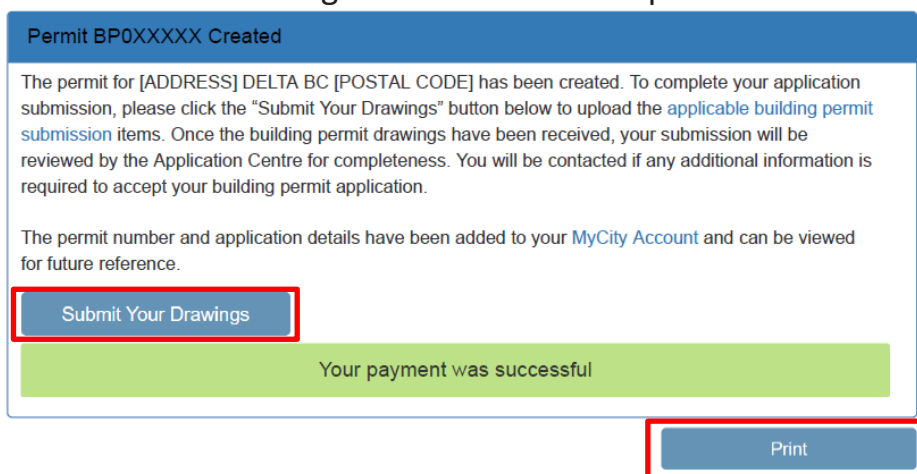 Permit BP0XXXXX Created
The permit for [ADDRESS] DELTA BC [POSTAL CODE] has been created. To complete your application
submission, please click the “Submit Your Drawings” button below to upload the applicable building permit
submission items. Once the building permit drawings have been received, your submission will be
reviewed by the Application Centre for completeness. You will be contacted if any additional information is
required to accept your building permit application.
The permit number and application details have been added to your MyCity Account and can be viewed
for future reference.
Submit Your Drawings
Your payment was successful
Print